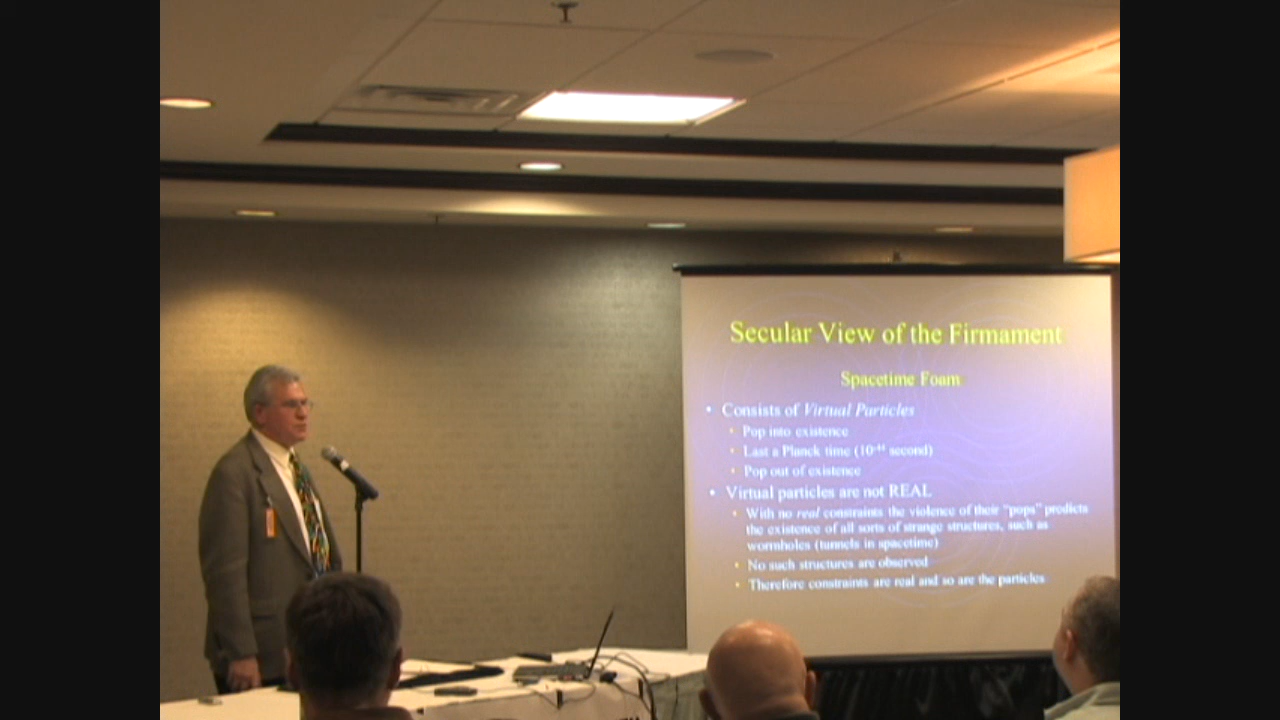 Secular View of the Firmament
Spacetime Foam
• Consists of Virtual Particles
• Pop into existence
• Last a Planck time (10⁻⁴⁴ second)
• Pop out of existence
• Virtual particles are not REAL
• With no real constraints the violence of their "pops" predicts
the existence of all sorts of strange structures, such as
wormholes (tunnels in spacetime)
• No such structures are observed
• Therefore constraints are real and so are the particles